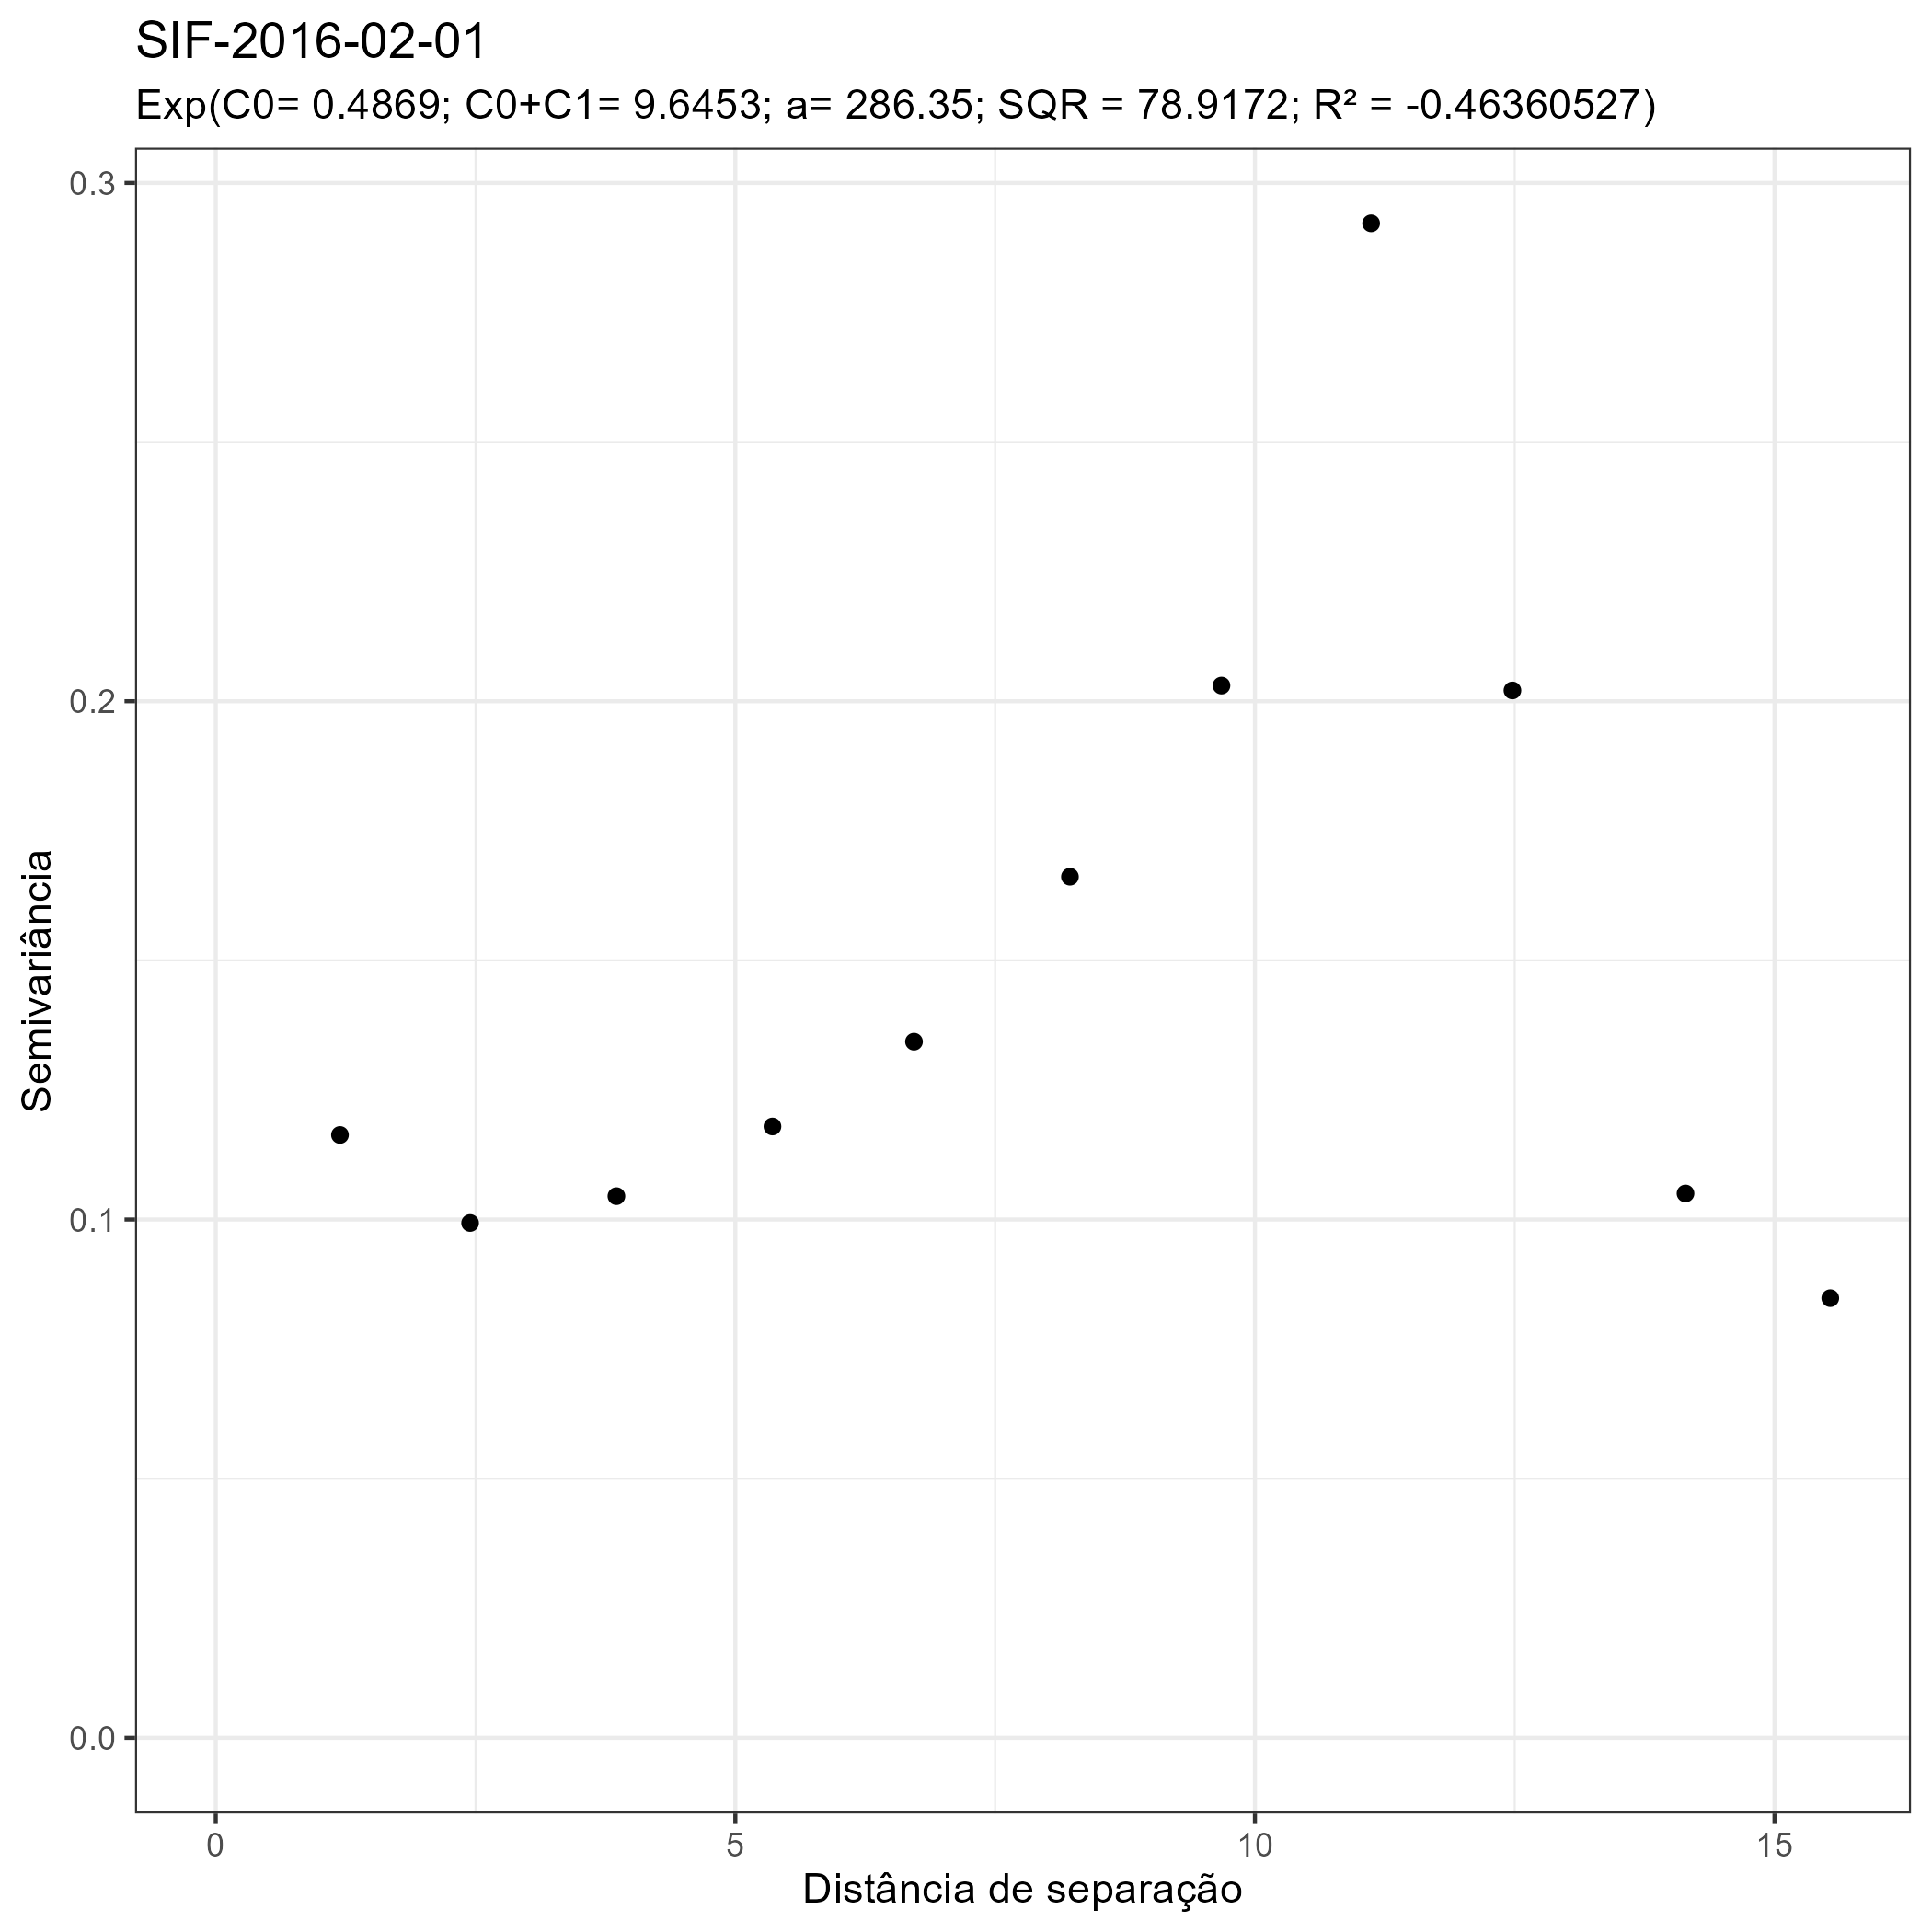 SIF-2016-02-01
Exp(C0= 0.4869; C0+C1= 9.6453; a= 286.35; SQR = 78.9172; R² = -0.46360527)
0.3
0.2
0.1
0.0
Semivariância
0 5 10 15
Distância de separação